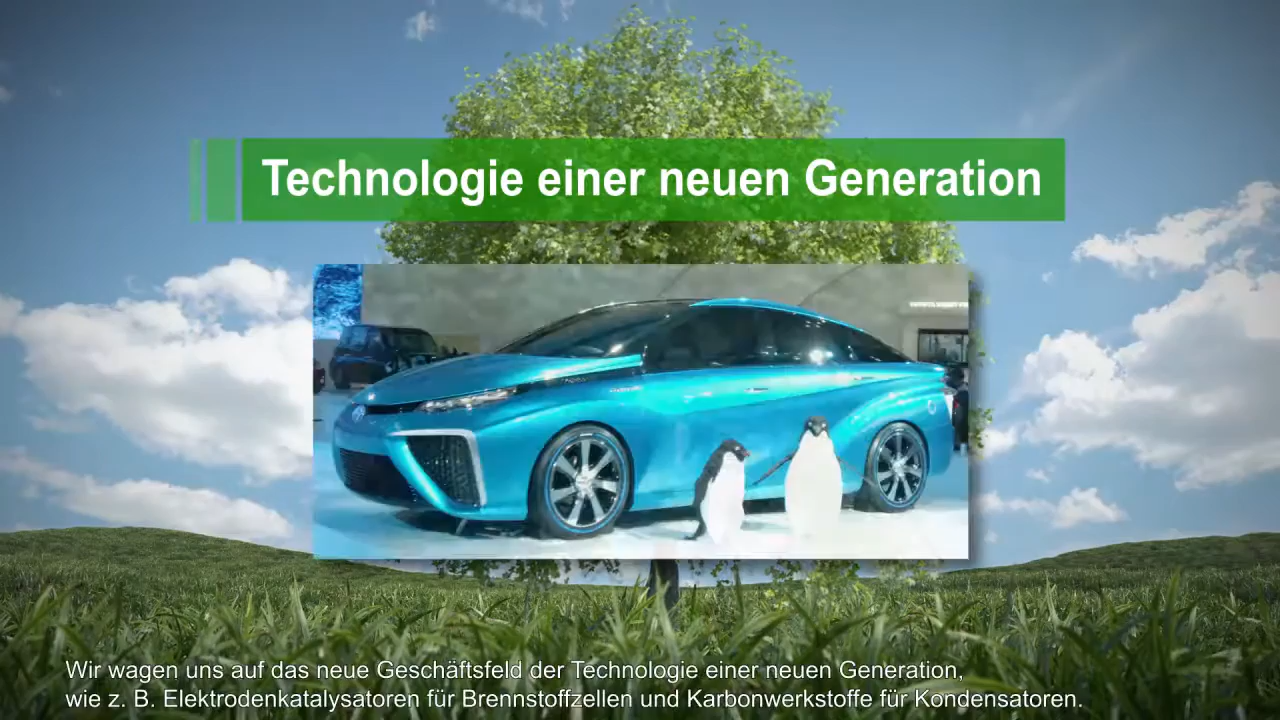 Technologie einer neuen Generation
Wir wagen uns auf das neue Geschäftsfeld der Technologie einer neuen Generation,
wie z. B. Elektrodenkatalysatoren für Brennstoffzellen und Karbonwerkstoffe für Kondensatoren.